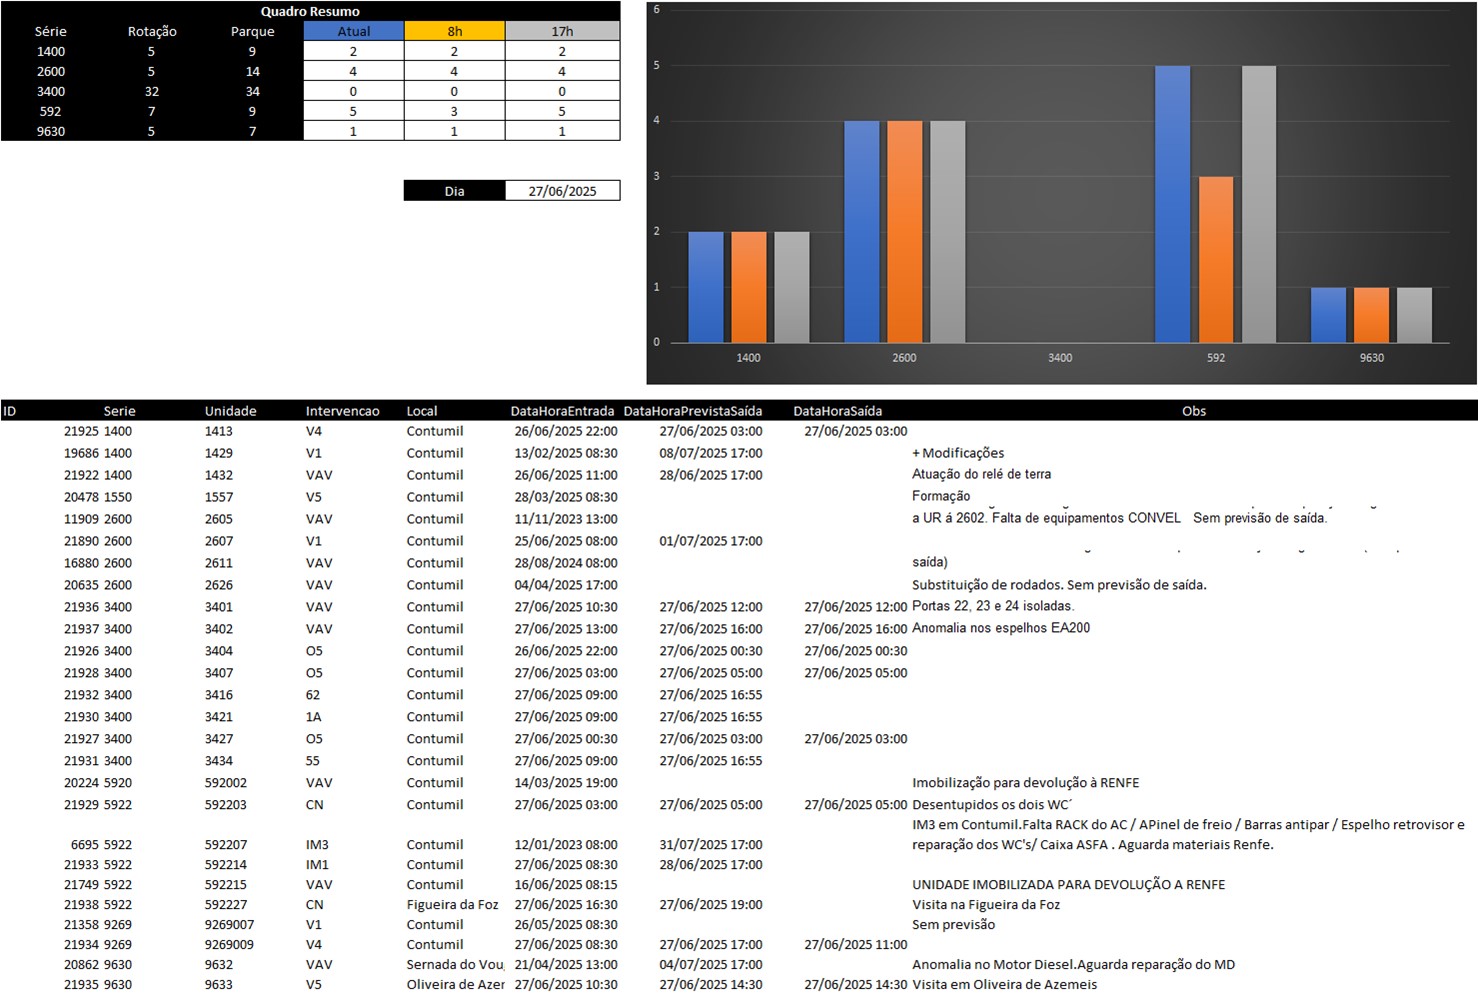 Quadro Resumo
Série Rotação Parque Atual 8h 17h
1400 5 9 2 2 2
2600 5 14 4 4 4
3400 32 34 0 0 0
592 7 9 5 3 5
9630 5 7 1 1 1
Dia 27/06/2025
6
5
4
3
2
1
0
1400 2600 3400 592 9630
ID Serie Unidade Intervencao Local DataHoraEntrada DataHoraPrevistaSaída DataHoraSaída Obs
21925 1400 1413 V4 Contumil 26/06/2025 22:00 27/06/2025 03:00 27/06/2025 03:00
19686 1400 1429 V1 Contumil 13/02/2025 08:30 08/07/2025 17:00 + Modificações
21922 1400 1432 VAV Contumil 26/06/2025 11:00 28/06/2025 17:00 Atuação do relé de terra
20478 1550 1557 V5 Contumil 28/03/2025 08:30 Formação
11909 2600 2605 VAV Contumil 11/11/2023 13:00 a UR á 2602. Falta de equipamentos CONVEL Sem previsão de saída.
21890 2600 2607 V1 Contumil 25/06/2025 08:00 01/07/2025 17:00
16880 2600 2611 VAV Contumil 28/08/2024 08:00 saída)
20635 2600 2626 VAV Contumil 04/04/2025 17:00 Substituição de rodados. Sem previsão de saída.
21936 3400 3401 VAV Contumil 27/06/2025 10:30 27/06/2025 12:00 27/06/2025 12:00 Portas 22, 23 e 24 isoladas.
21937 3400 3402 VAV Contumil 27/06/2025 13:00 27/06/2025 16:00 27/06/2025 16:00 Anomalia nos espelhos EA200
21926 3400 3404 O5 Contumil 26/06/2025 22:00 27/06/2025 00:30 27/06/2025 00:30
21928 3400 3407 O5 Contumil 27/06/2025 03:00 27/06/2025 05:00 27/06/2025 05:00
21932 3400 3416 62 Contumil 27/06/2025 09:00 27/06/2025 16:55
21930 3400 3421 1A Contumil 27/06/2025 09:00 27/06/2025 16:55
21927 3400 3427 O5 Contumil 27/06/2025 00:30 27/06/2025 03:00 27/06/2025 03:00
21931 3400 3434 55 Contumil 27/06/2025 09:00 27/06/2025 16:55
20224 5920 592002 VAV Contumil 14/03/2025 19:00 Imobilização para devolução à RENFE
21929 5922 592203 CN Contumil 27/06/2025 03:00 27/06/2025 05:00 27/06/2025 05:00 Desentupidos os dois WC´
IM3 em Contumil.Falta RACK do AC / APinel de freio / Barras antipar / Espelho retrovisor e
6695 5922 592207 IM3 Contumil 12/01/2023 08:00 31/07/2025 17:00 reparação dos WC's/ Caixa ASFA . Aguarda materiais Renfe.
21933 5922 592214 IM1 Contumil 27/06/2025 08:30 28/06/2025 17:00
21749 5922 592215 VAV Contumil 16/06/2025 08:15 UNIDADE IMOBILIZADA PARA DEVOLUÇÃO A RENFE
21938 5922 592227 CN Figueira da Foz 27/06/2025 16:30 27/06/2025 19:00 Visita na Figueira da Foz
21358 9269 9269007 V1 Contumil 26/05/2025 08:30 Sem previsão
21934 9269 9269009 V4 Contumil 27/06/2025 08:30 27/06/2025 17:00 27/06/2025 11:00
20862 9630 9632 VAV Sernada do Vou 21/04/2025 13:00 04/07/2025 17:00 Anomalia no Motor Diesel.Aguarda reparação do MD
21935 9630 9633 V5 Oliveira de Azer 27/06/2025 10:30 27/06/2025 14:30 27/06/2025 14:30 Visita em Oliveira de Azemeis